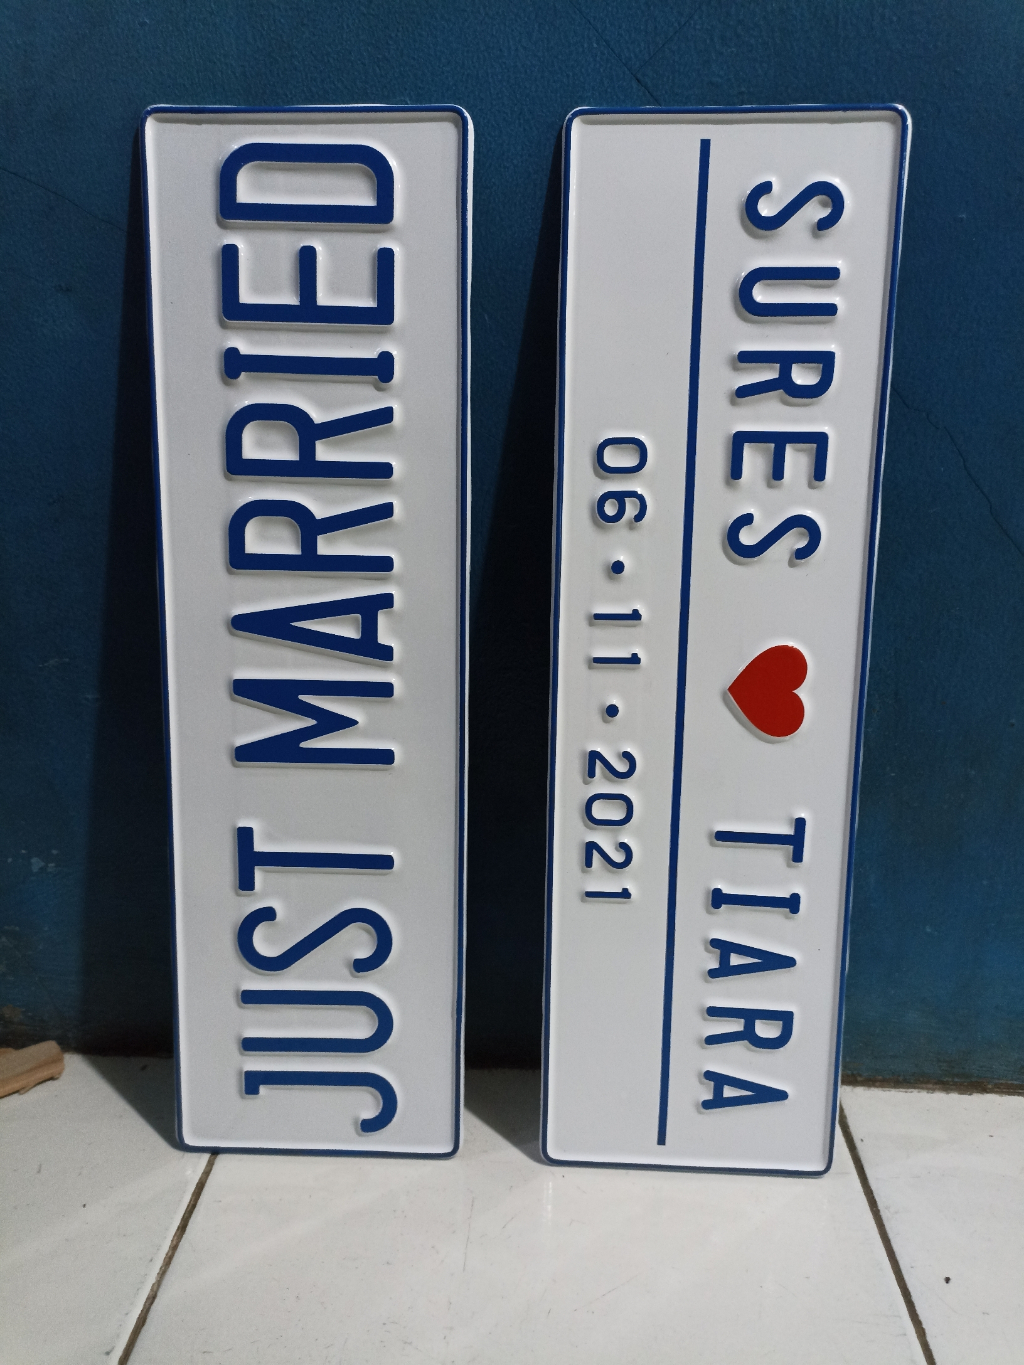 JUST MARRIED
SURES ❤ TIARA
06•11•2021